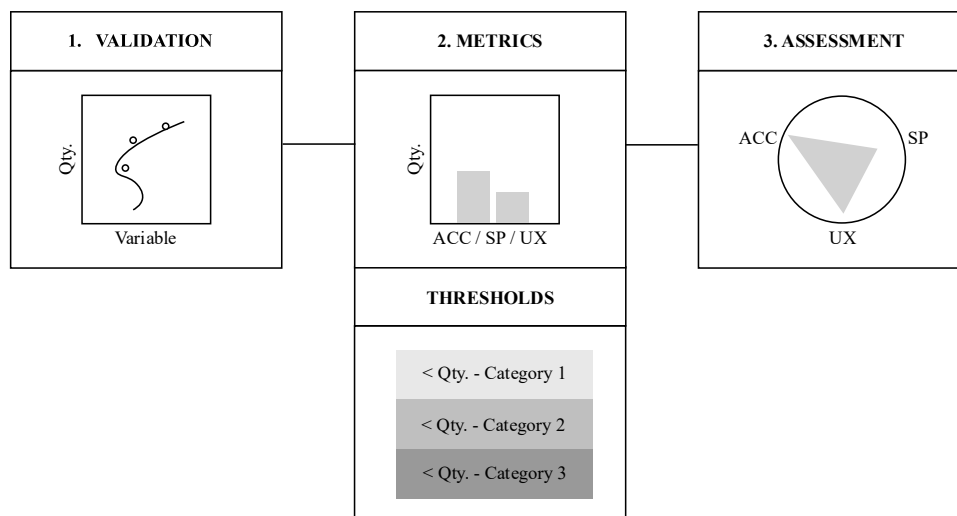 1. VALIDATION
Qty.
Variable
2. METRICS
Qty.
ACC / SP / UX
THRESHOLDS
< Qty. - Category 1
< Qty. - Category 2
< Qty. - Category 3
3. ASSESSMENT
ACC
SP
UX